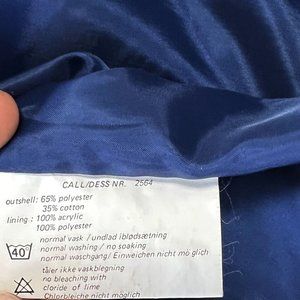 CALL/DESS NR. 2564
outshell: 65% polyester
35% cotton
lining : 100% acrylic
100% polyester
40
normal vask / undlad iblødsætning
normal washing / no soaking
normal waschgang/ Einweichen nicht mö glich
tåier ikke vaskblegning
no bleaching with
cloride of lime
Chlorbleiche nicht möglich